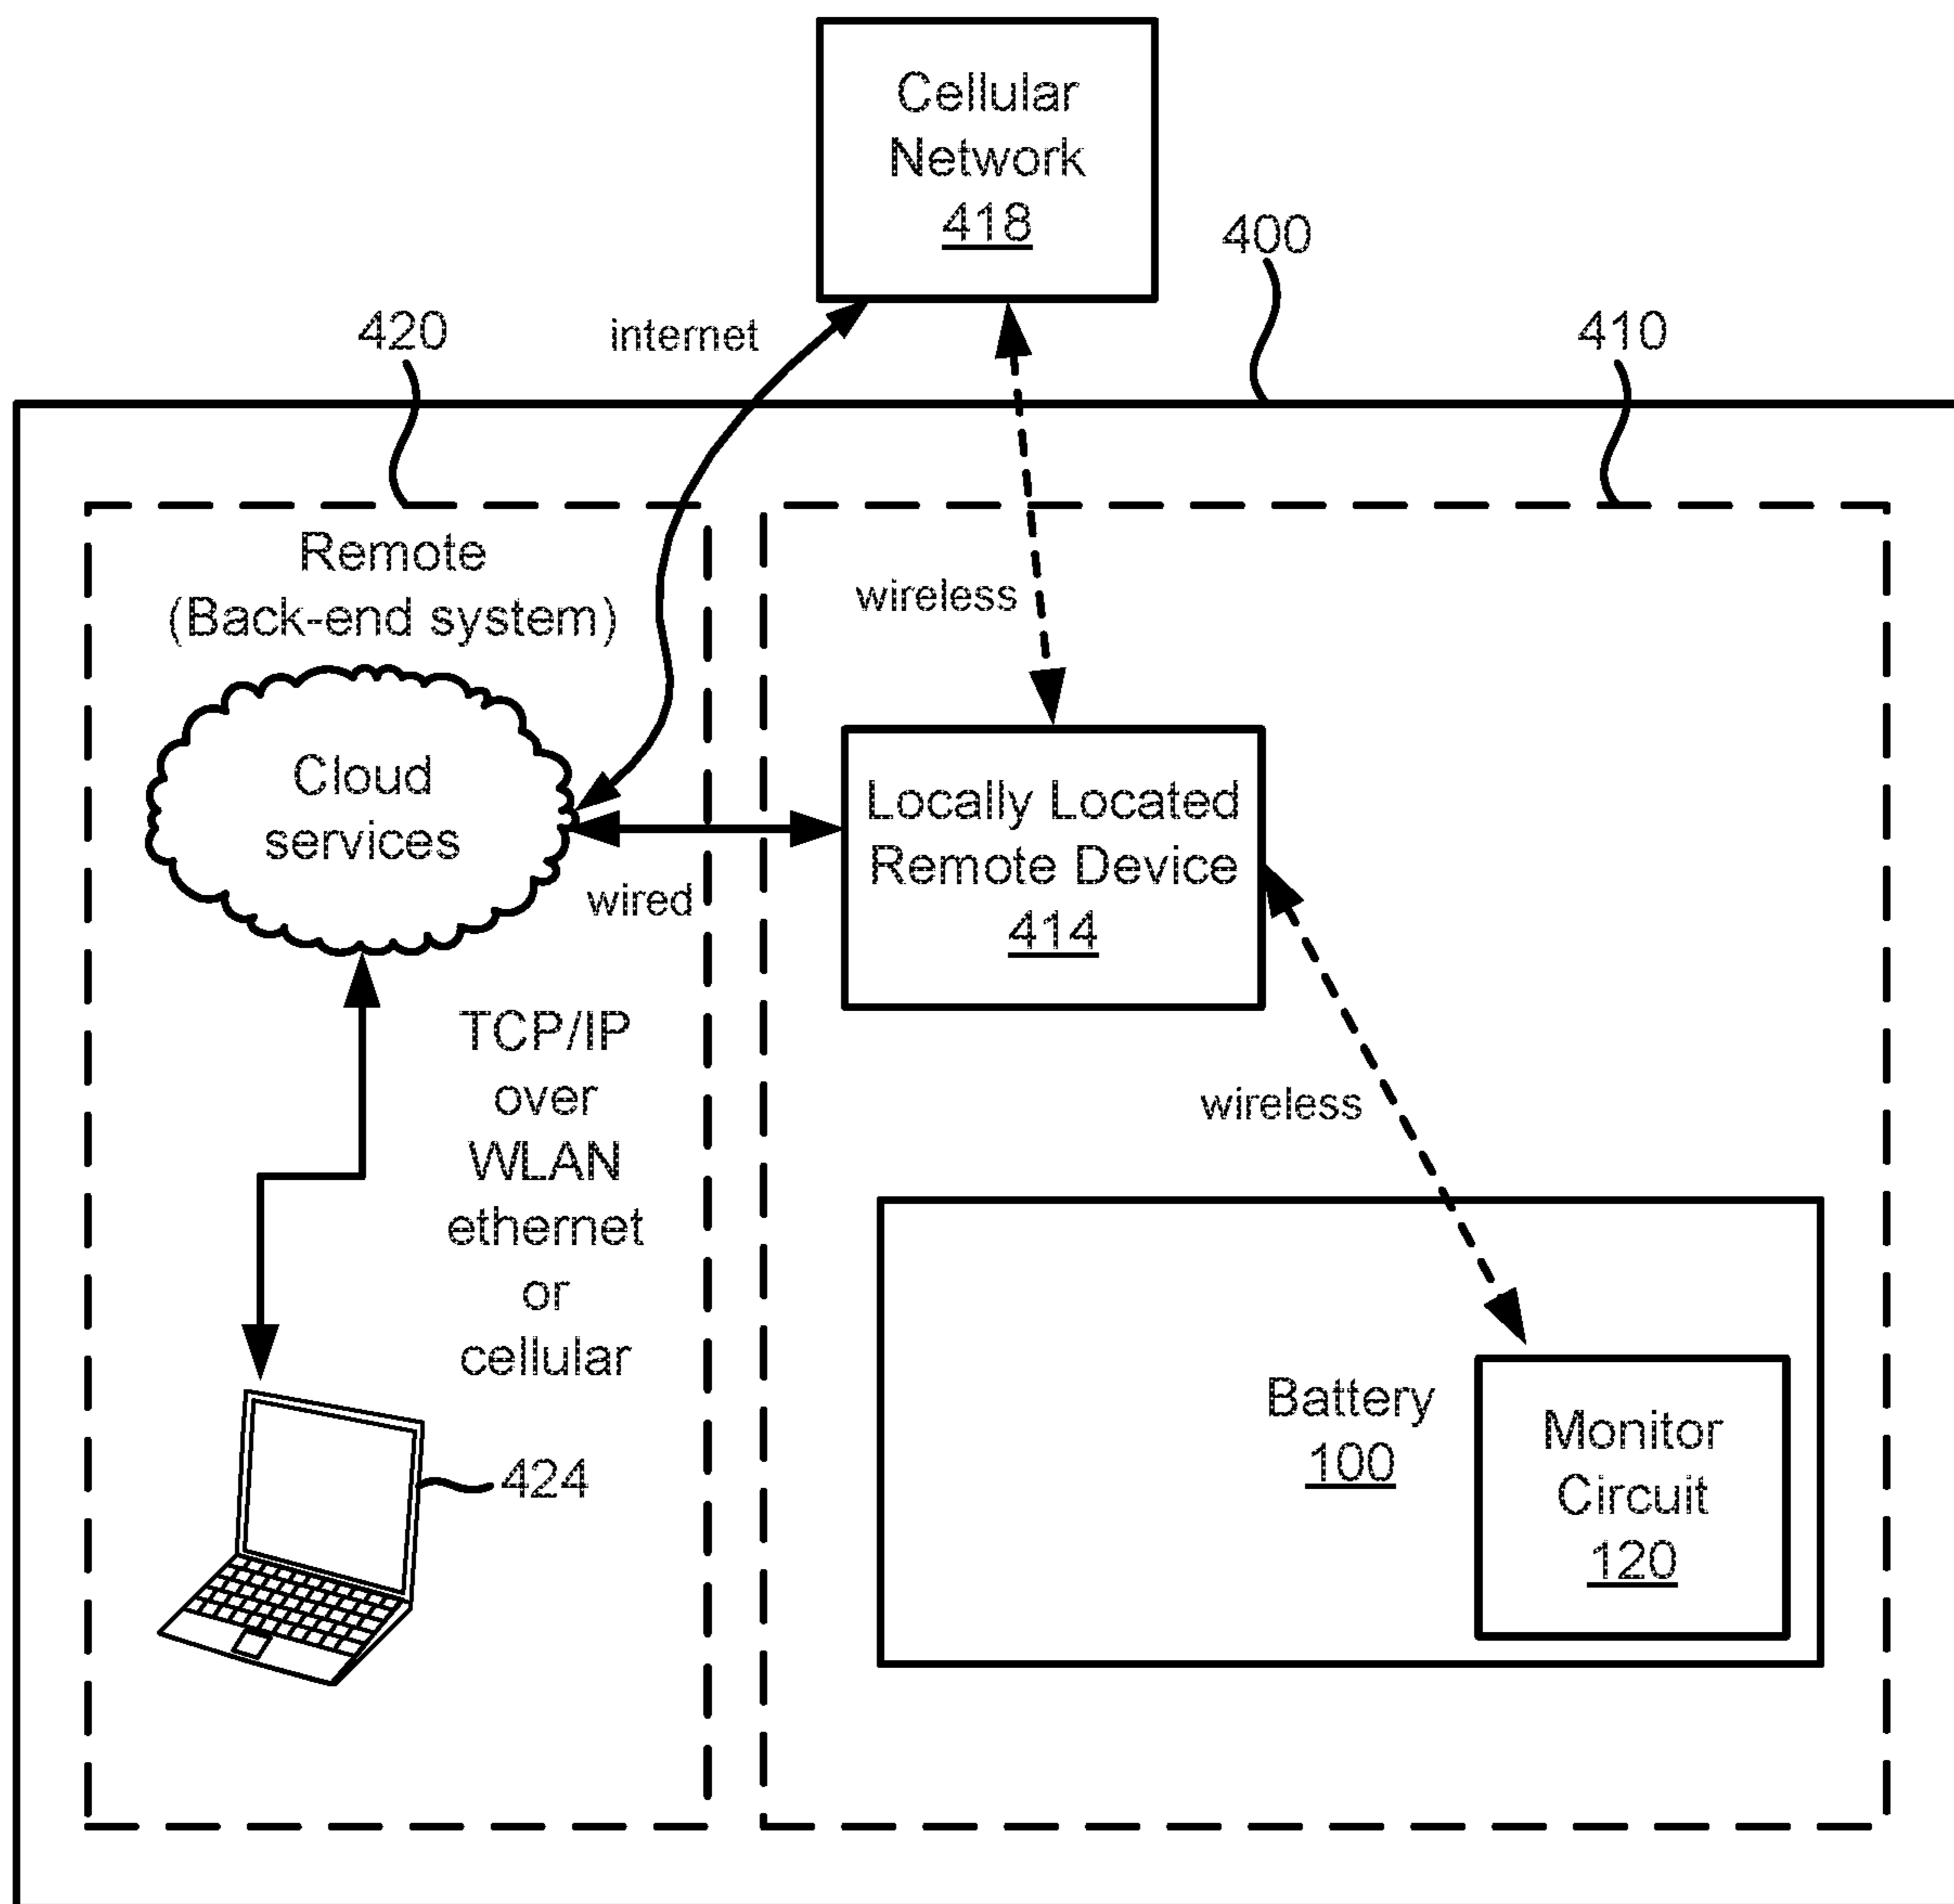 Cellular
Network
418
400
420
internet
410
Remote
(Back-end system)
wireless
Cloud
services
Locally Located
Remote Device
414
wired
TCP/IP
over
WLAN
ethernet
or
cellular
wireless
Battery
100
Monitor
Circuit
120
424